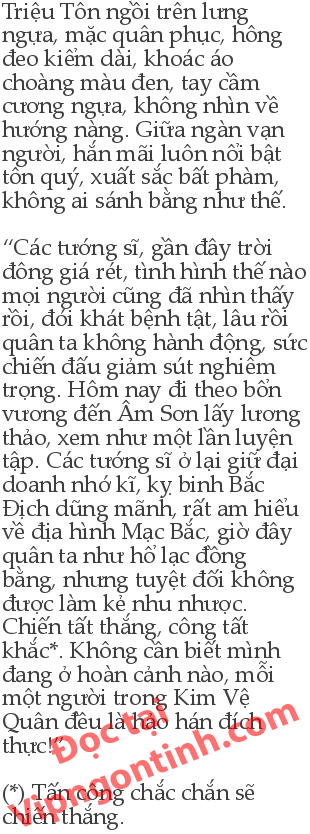 Triệu Tôn ngồi trên lưng
ngựa, mặc quân phục, hông
đeo kiếm dài, khoác áo
choàng màu đen, tay cầm
cương ngựa, không nhìn về
hướng nàng. Giữa ngàn vạn
người, hắn mãi luôn nổi bật
tôn quý, xuất sắc bất phàm,
không ai sánh bằng như thế.
“Các tướng sĩ, gần đây trời
đông giá rét, tình hình thế nào
mọi người cũng đã nhìn thấy
rồi, đói khát bệnh tật, lâu rồi
quân ta không hành động, sức
chiến đấu giảm sút nghiêm
trọng. Hôm nay đi theo bổn
vương đến Âm Sơn lấy lương
thảo, xem như một lần luyện
tập. Các tướng sĩ ở lại giữ đại
doanh nhớ kĩ, kỵ binh Bắc
Địch dũng mãnh, rất am hiểu
về địa hình Mạc Bắc, giờ đây
quân ta như hổ lạc đồng
bằng, nhưng tuyệt đối không
được làm kẻ nhu nhược.
Chiến tất thắng, công tất
khắc*. Không cần biết mình
đang ở hoàn cảnh nào, mỗi
một người trong Kim Vệ
Quân đều là hảo hán đích
thực!”
(*) Tấn công chắc chắn sẽ
chiến thắng.
Đọc tại
Vipngontinh.com